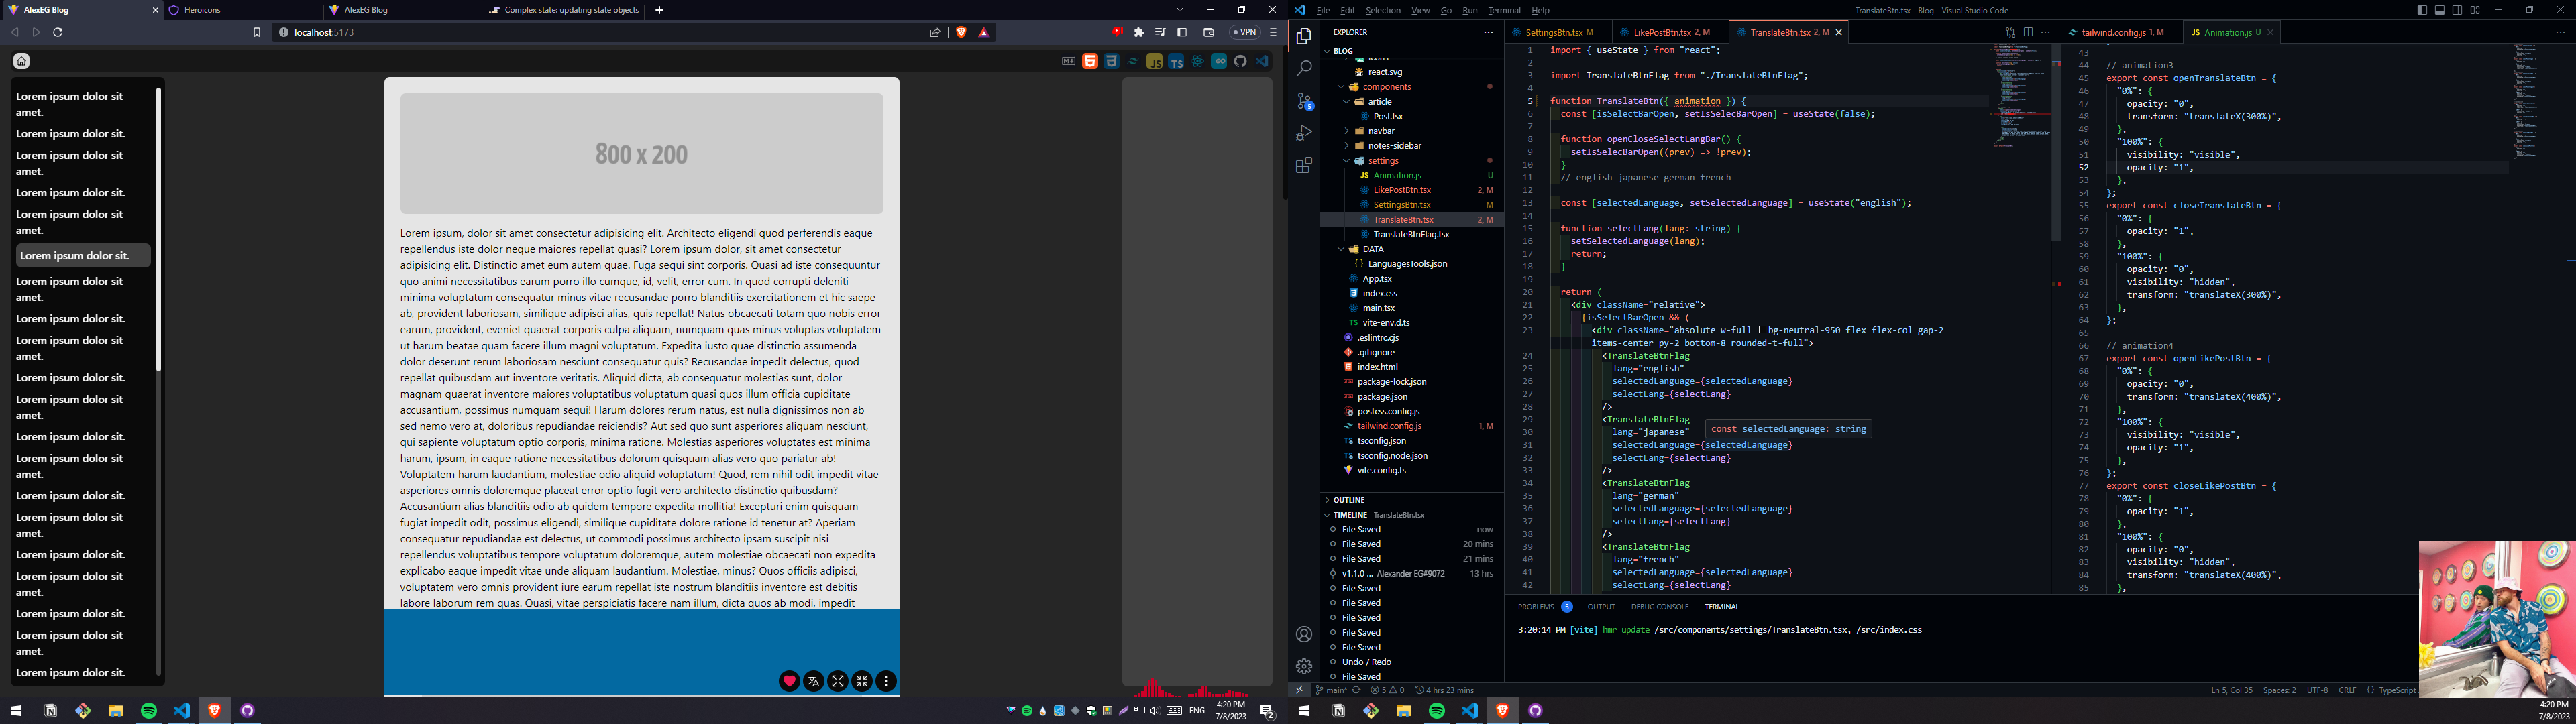 AlexEG Blog
Heroicons
AlexEG Blog
Complex state: updating state objects
localhost:5173
VPN
Lorem ipsum dolor sit
amet.
Lorem ipsum dolor sit.
Lorem ipsum dolor sit
amet.
Lorem ipsum dolor sit.
Lorem ipsum dolor sit
amet.
Lorem ipsum dolor sit.
Lorem ipsum dolor sit
amet.
Lorem ipsum dolor sit.
Lorem ipsum dolor sit
amet.
Lorem ipsum dolor sit.
Lorem ipsum dolor sit
amet.
Lorem ipsum dolor sit.
Lorem ipsum dolor sit
amet.
Lorem ipsum dolor sit.
Lorem ipsum dolor sit
amet.
Lorem ipsum dolor sit.
Lorem ipsum dolor sit
amet.
Lorem ipsum dolor sit.
Lorem ipsum dolor sit
amet.
Lorem ipsum dolor sit.
800 x 200
Lorem ipsum, dolor sit amet consectetur adipisicing elit. Architecto eligendi quod perferendis eaque
repellendus iste dolor neque maiores repellat quasi? Lorem ipsum dolor, sit amet consectetur
adipisicing elit. Distinctio amet eum autem quae. Fuga sequi sint corporis. Quasi ad iste consequuntur
quo animi necessitatibus earum porro illo cumque, id, velit, error cum. In quod corrupti deleniti
minima voluptatum consequatur minus vitae recusandae porro blanditiis exercitationem et hic saepe
ab, provident laboriosam, similique adipisci alias, quis repellat! Natus obcaecati totam quo nobis error
earum, provident, eveniet quaerat corporis culpa aliquam, numquam quas minus voluptas voluptatem
ut harum beatae quam facere illum magni voluptatum. Expedita iusto quae distinctio assumenda
dolor deserunt rerum laboriosam nesciunt consequatur quis? Recusandae impedit delectus, quod
repellat quibusdam aut inventore veritatis. Aliquid dicta, ab consequatur molestias sunt, dolor
magnam quaerat inventore maiores voluptatibus voluptatum quasi quos illum officia cupiditate
accusantium, possimus numquam sequi! Harum dolores rerum natus, est nulla dignissimos non ab
sed nemo vero at, doloribus repudiandae reiciendis? Aut sed quo sunt asperiores aliquam nesciunt,
qui sapiente voluptatum optio corporis, minima ratione. Molestias asperiores voluptates est minima
harum, ipsum, in eaque ratione necessitatibus dolorum quisquam alias vero quo pariatur ab!
Voluptatem harum laudantium, molestiae odio aliquid voluptatum! Quod, rem nihil odit impedit vitae
asperiores omnis doloremque placeat error optio fugit vero architecto distinctio quibusdam?
Accusantium alias blanditiis odio ab quidem tempore expedita mollitia! Excepturi enim quisquam
fugiat impedit odit, possimus eligendi, similique cupiditate dolore ratione id tenetur at? Aperiam
consequatur repudiandae est delectus, ut commodi possimus architecto ipsam suscipit nisi
repellendus voluptatibus tempore voluptatum doloremque, autem molestiae obcaecati non expedita
explicabo eaque impedit vitae unde aliquam laudantium. Molestiae, minus? Quos officiis adipisci,
voluptatem vero omnis provident iure earum repellat iste nostrum blanditiis inventore est debitis
labore laborum rem quas. Quasi, vitae perspiciatis facere nam illum, dicta quos ab modi, impedit
ENG
4:20 PM
7/8/2023
File Edit Selection View Go Run Terminal Help
TranslateBtn.tsx - Blog - Visual Studio Code
EXPLORER
BLOG
icons
react.svg
components
article
Post.tsx
navbar
notes-sidebar
settings
JS Animation.js U
LikePostBtn.tsx 2, M
SettingsBtn.tsx M
TranslateBtn.tsx 2, M
TranslateBtnFlag.tsx
DATA
LanguagesTools.json
App.tsx
index.css
main.tsx
TS vite-env.d.ts
.eslintrc.cjs
.gitignore
index.html
package-lock.json
package.json
postcss.config.js
tailwind.config.js 1, M
tsconfig.json
tsconfig.node.json
vite.config.ts
OUTLINE
TIMELINE TranslateBtn.tsx
File Saved now
File Saved 20 mins
File Saved 21 mins
v1.1.0 ... Alexander EG#9072 13 hrs
File Saved
File Saved
File Saved
File Saved
File Saved
Undo / Redo
File Saved
SettingsBtn.tsx M
LikePostBtn.tsx 2, M
TranslateBtn.tsx 2, M
1 import { useState } from "react";
2
3 import TranslateBtnFlag from "./TranslateBtnFlag";
4
5 function TranslateBtn({ animation }) {
6 const [isSelectBarOpen, setIsSelecBarOpen] = useState(false);
7
8 function openCloseSelectLangBar() {
9 setIsSelecBarOpen((prev) => !prev);
10 }
11 // english japanese german french
12
13 const [selectedLanguage, setSelectedLanguage] = useState("english");
14
15 function selectLang(lang: string) {
16 setSelectedLanguage(lang);
17 return;
18 }
19
20 return (
21 <div className="relative">
22 {isSelectBarOpen && (
23 <div className="absolute w-full bg-neutral-950 flex flex-col gap-2
items-center py-2 bottom-8 rounded-t-full">
24 <TranslateBtnFlag
25 lang="english"
26 selectedLanguage={selectedLanguage}
27 selectLang={selectLang}
28 />
29 <TranslateBtnFlag
30 lang="japanese"
const selectedLanguage: string
31 selectedLanguage={selectedLanguage}
32 selectLang={selectLang}
33 />
34 <TranslateBtnFlag
35 lang="german"
36 selectedLanguage={selectedLanguage}
37 selectLang={selectLang}
38 />
39 <TranslateBtnFlag
40 lang="french"
41 selectedLanguage={selectedLanguage}
42 selectLang={selectLang}
tailwind.config.js 1, M
JS Animation.js U
43
44 // animation3
45 export const openTranslateBtn = {
46 "0%": {
47 opacity: "0",
48 transform: "translateX(300%)",
49 },
50 "100%": {
51 visibility: "visible",
52 opacity: "1",
53 },
54 };
55 export const closeTranslateBtn = {
56 "0%": {
57 opacity: "1",
58 },
59 "100%": {
60 opacity: "0",
61 visibility: "hidden",
62 transform: "translateX(300%)",
63 },
64 };
65
66 // animation4
67 export const openLikePostBtn = {
68 "0%": {
69 opacity: "0",
70 transform: "translateX(400%)",
71 },
72 "100%": {
73 visibility: "visible",
74 opacity: "1",
75 },
76 };
77 export const closeLikePostBtn = {
78 "0%": {
79 opacity: "1",
80 },
81 "100%": {
82 opacity: "0",
83 visibility: "hidden",
84 transform: "translateX(400%)",
85 },
PROBLEMS 5 OUTPUT DEBUG CONSOLE TERMINAL
3:20:14 PM [vite] hmr update /src/components/settings/TranslateBtn.tsx, /src/index.css
main* 5 0 4 hrs 23 mins
Ln 5, Col 35 Spaces: 2 UTF-8 CRLF TypeScript
4:20 PM
7/8/2023